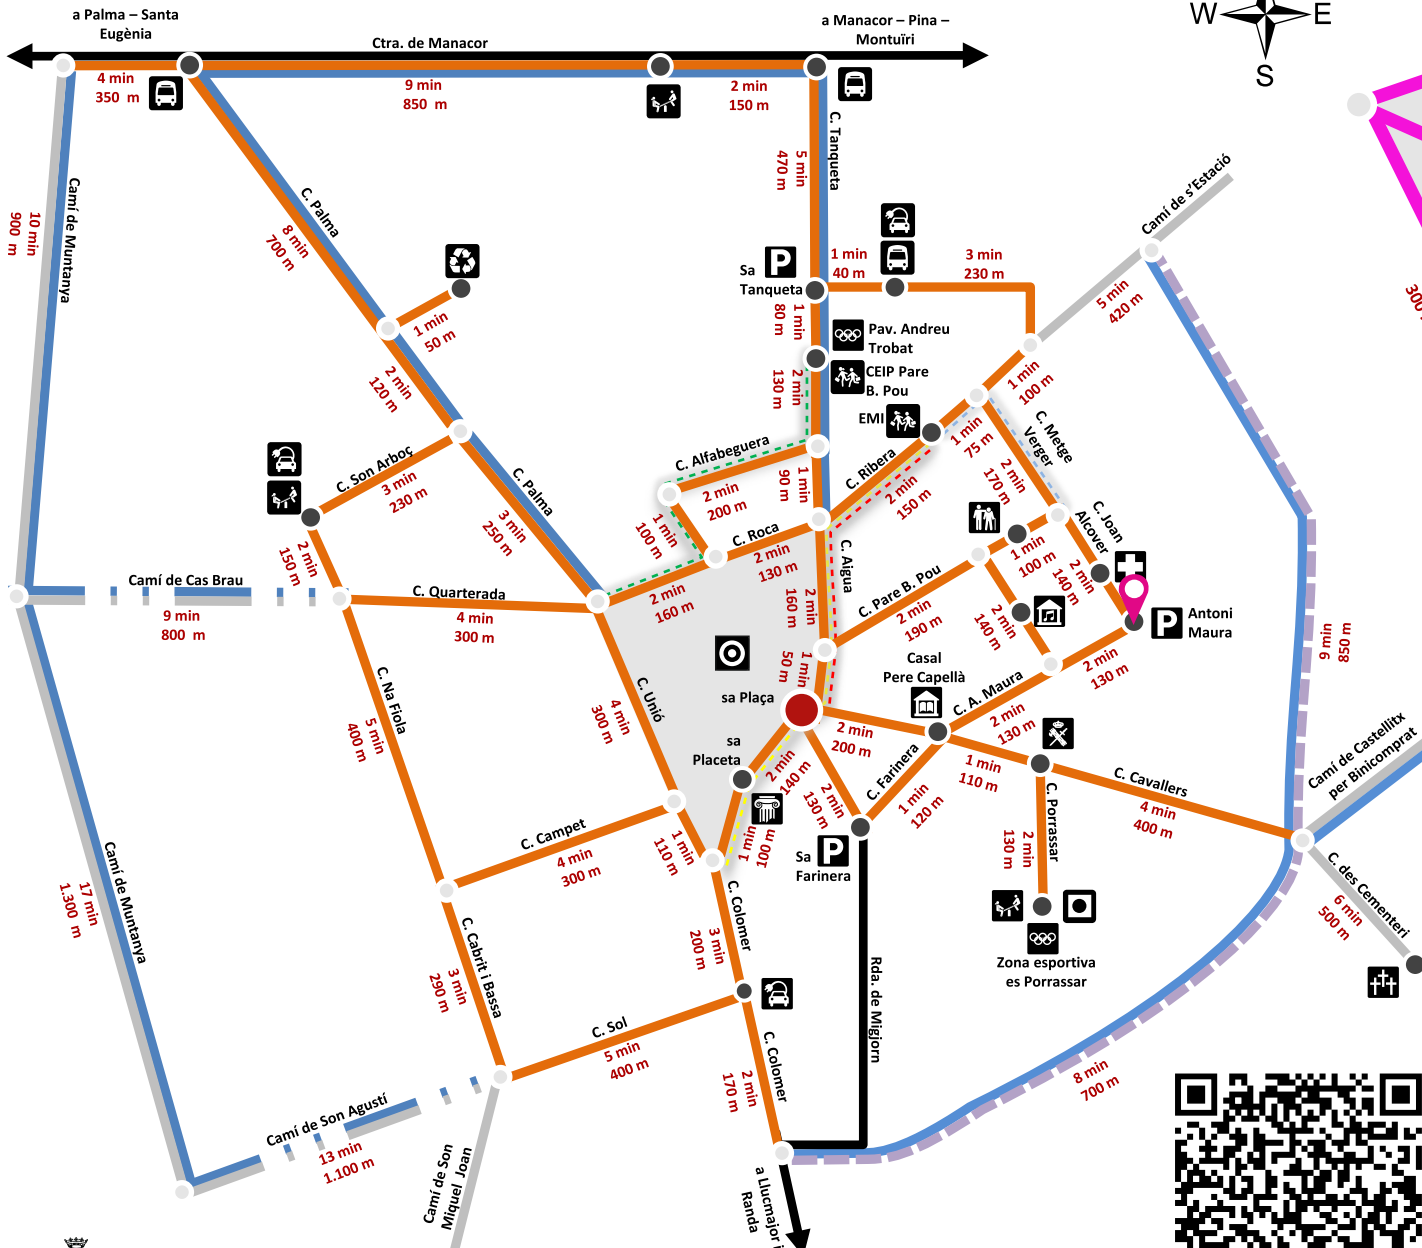 a Palma – Santa
Eugènia
Ctra. de Manacor
a Manacor – Pina –
Montuïri
W
E
S
4 min
350 m
9 min
850 m
2 min
150 m
C. Tanqueta
5 min
470 m
Camí de Muntanya
10 min
900 m
C. Palma
8 min
700 m
Camí de s'Estació
5 min
420 m
300
Sa
Tanqueta
P
1 min
40 m
3 min
230 m
1 min
80 m
1 min
50 m
2 min
120 m
Pav. Andreu
Trobat
CEIP Pare
B. Pou
2 min
130 m
EMI
1 min
100 m
C. Metge
Verger
1 min
75 m
2 min
170 m
C. Alfabeguera
2 min
200 m
1 min
90 m
C. Ribera
2 min
150 m
C. Son Arboç
3 min
230 m
C. Palma
3 min
250 m
1 min
100 m
C. Roca
2 min
130 m
C. Aigua
2 min
160 m
C. Joan
Alcover
1 min
100 m
2 min
140 m
2 min
150 m
Camí de Cas Brau
9 min
800 m
C. Quarterada
4 min
300 m
2 min
160 m
C. Pare B. Pou
2 min
190 m
2 min
140 m
P
Antoni
Maura
2 min
130 m
9 min
850 m
Casal
Pere Capellà
1 min
50 m
sa Plaça
C. A. Maura
2 min
130 m
C. Unió
4 min
300 m
C. Na Fiola
5 min
400 m
sa
Placeta
2 min
140 m
2 min
200 m
C. Farinera
1 min
120 m
2 min
130 m
1 min
110 m
C. Cavallers
4 min
400 m
Camí de Castellitx
per Binicomprat
C. Campet
4 min
300 m
1 min
110 m
1 min
100 m
Sa
Farinera
P
C. Porrassar
2 min
130 m
C. des Cementeri
6 min
500 m
Camí de Muntanya
17 min
1.300 m
C. Colomer
3 min
200 m
C. Cabrit i Bassa
3 min
290 m
Zona esportiva
es Porrassar
Rda. de Migjorn
C. Sol
5 min
400 m
C. Colomer
2 min
170 m
8 min
700 m
Camí de Son Agustí
13 min
1.100 m
Camí de Son
Miquel Joan
a Llucmajor i
Randa